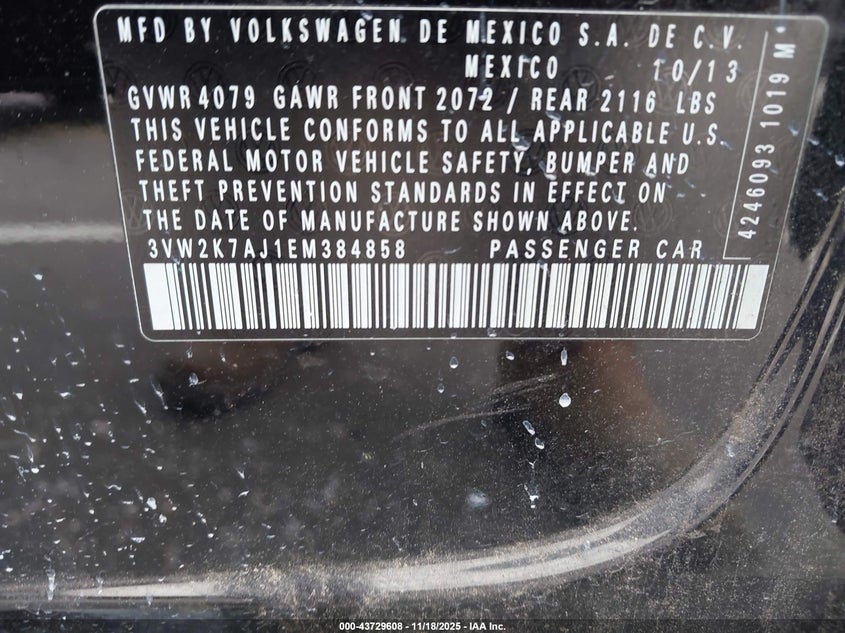 MFD BY VOLKSWAGEN DE MEXICO S.A. DE C.V.
MEXICO 10/13
GVWR 4079 GAWR FRONT 2072 / REAR 2116 LBS
THIS VEHICLE CONFORMS TO ALL APPLICABLE U.S.
FEDERAL MOTOR VEHICLE SAFETY, BUMPER AND
THEFT PREVENTION STANDARDS IN EFFECT ON
THE DATE OF MANUFACTURE SHOWN ABOVE.
3VW2K7AJ1EM384858 PASSENGER CAR
4246093 1019 M*
000-43729608 - 11/18/2025 - IAA Inc.